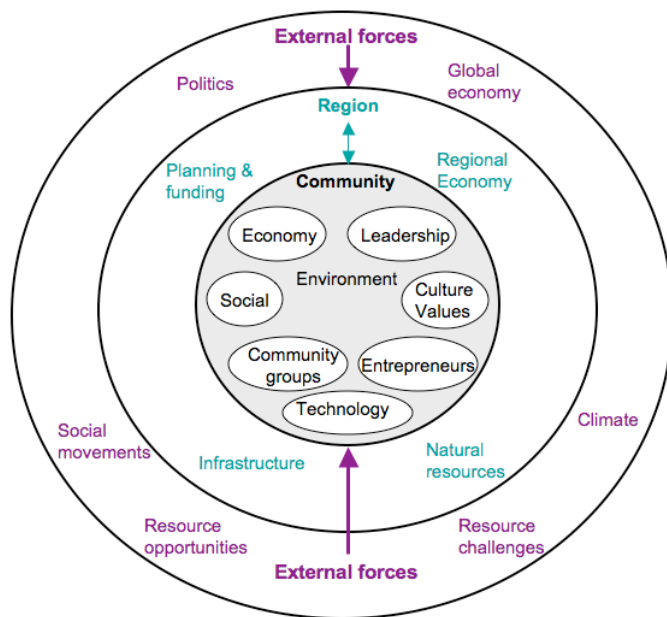 External forces
Politics
Global
economy
Region
Planning &
funding
Regional
Economy
Community
Economy
Leadership
Environment
Social
Culture
Values
Community
groups
Entrepreneurs
Technology
Social
movements
Climate
Infrastructure
Natural
resources
Resource
opportunities
Resource
challenges
External forces